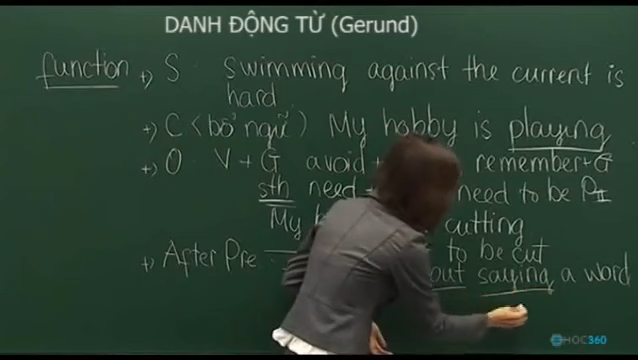 DANH ĐỘNG TỪ (Gerund)
function +) S swimming against the current is
hard
+) C <bổ ngữ> My hobby is playing
+) O V + G avoid + remember + G
sth need need to be PII
My cutting
to be cut
+) After Pre out saying a word
HOC360